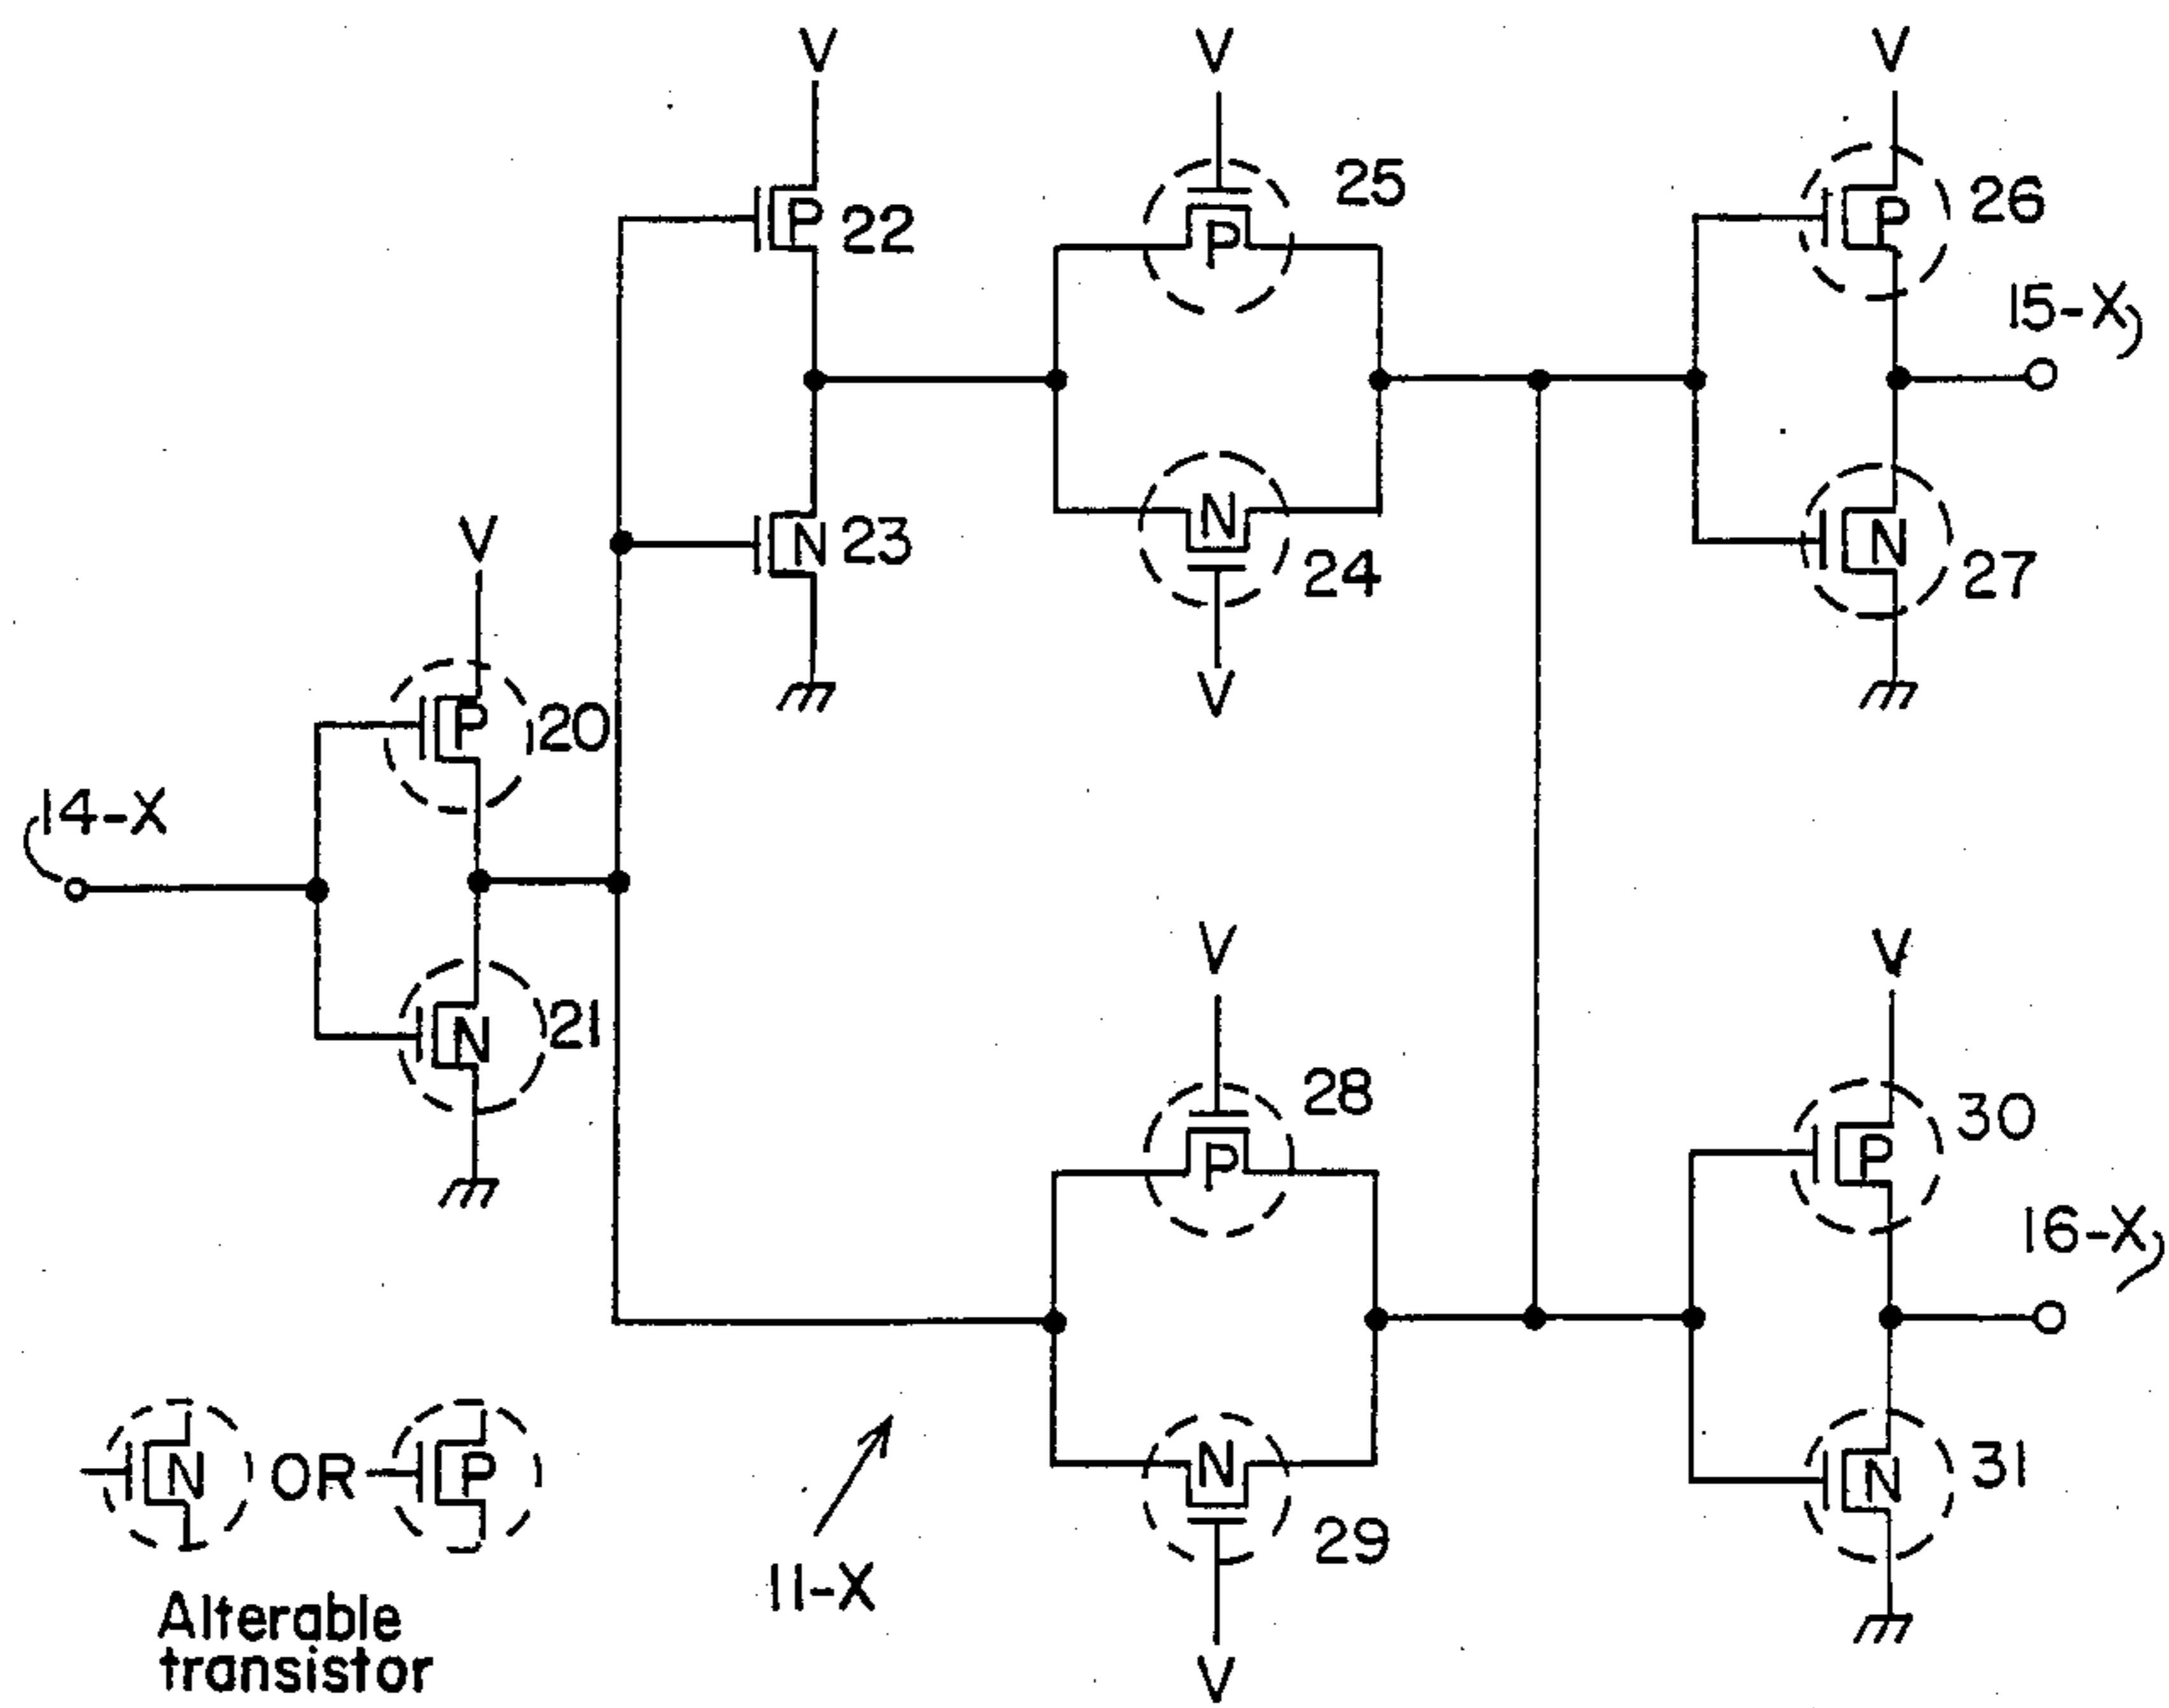 V V V
25
P 22 P P 26
15-X
N 23 N N 27
24
V
V
P 20
14-X
V V
N 21 28 30
P P
16-X
N OR P N N 31
29
11-X
Alterable
transistor V